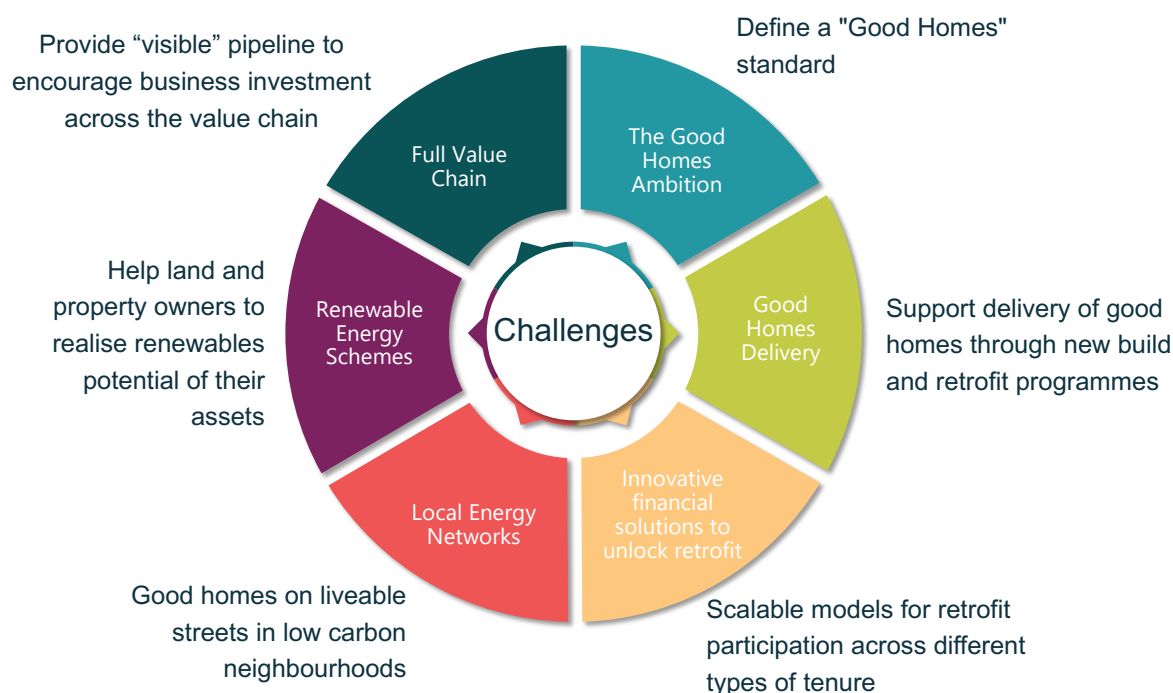 Provide “visible” pipeline to
encourage business investment
across the value chain
Define a "Good Homes"
standard
Full Value
Chain
The Good
Homes
Ambition
Help land and
property owners to
realise renewables
potential of their
assets
Renewable
Energy
Schemes
Challenges
Good
Homes
Delivery
Support delivery of good
homes through new build
and retrofit programmes
Local Energy
Networks
Innovative
financial
solutions to
unlock retrofit
Good homes on liveable
streets in low carbon
neighbourhoods
Scalable models for retrofit
participation across different
types of tenure